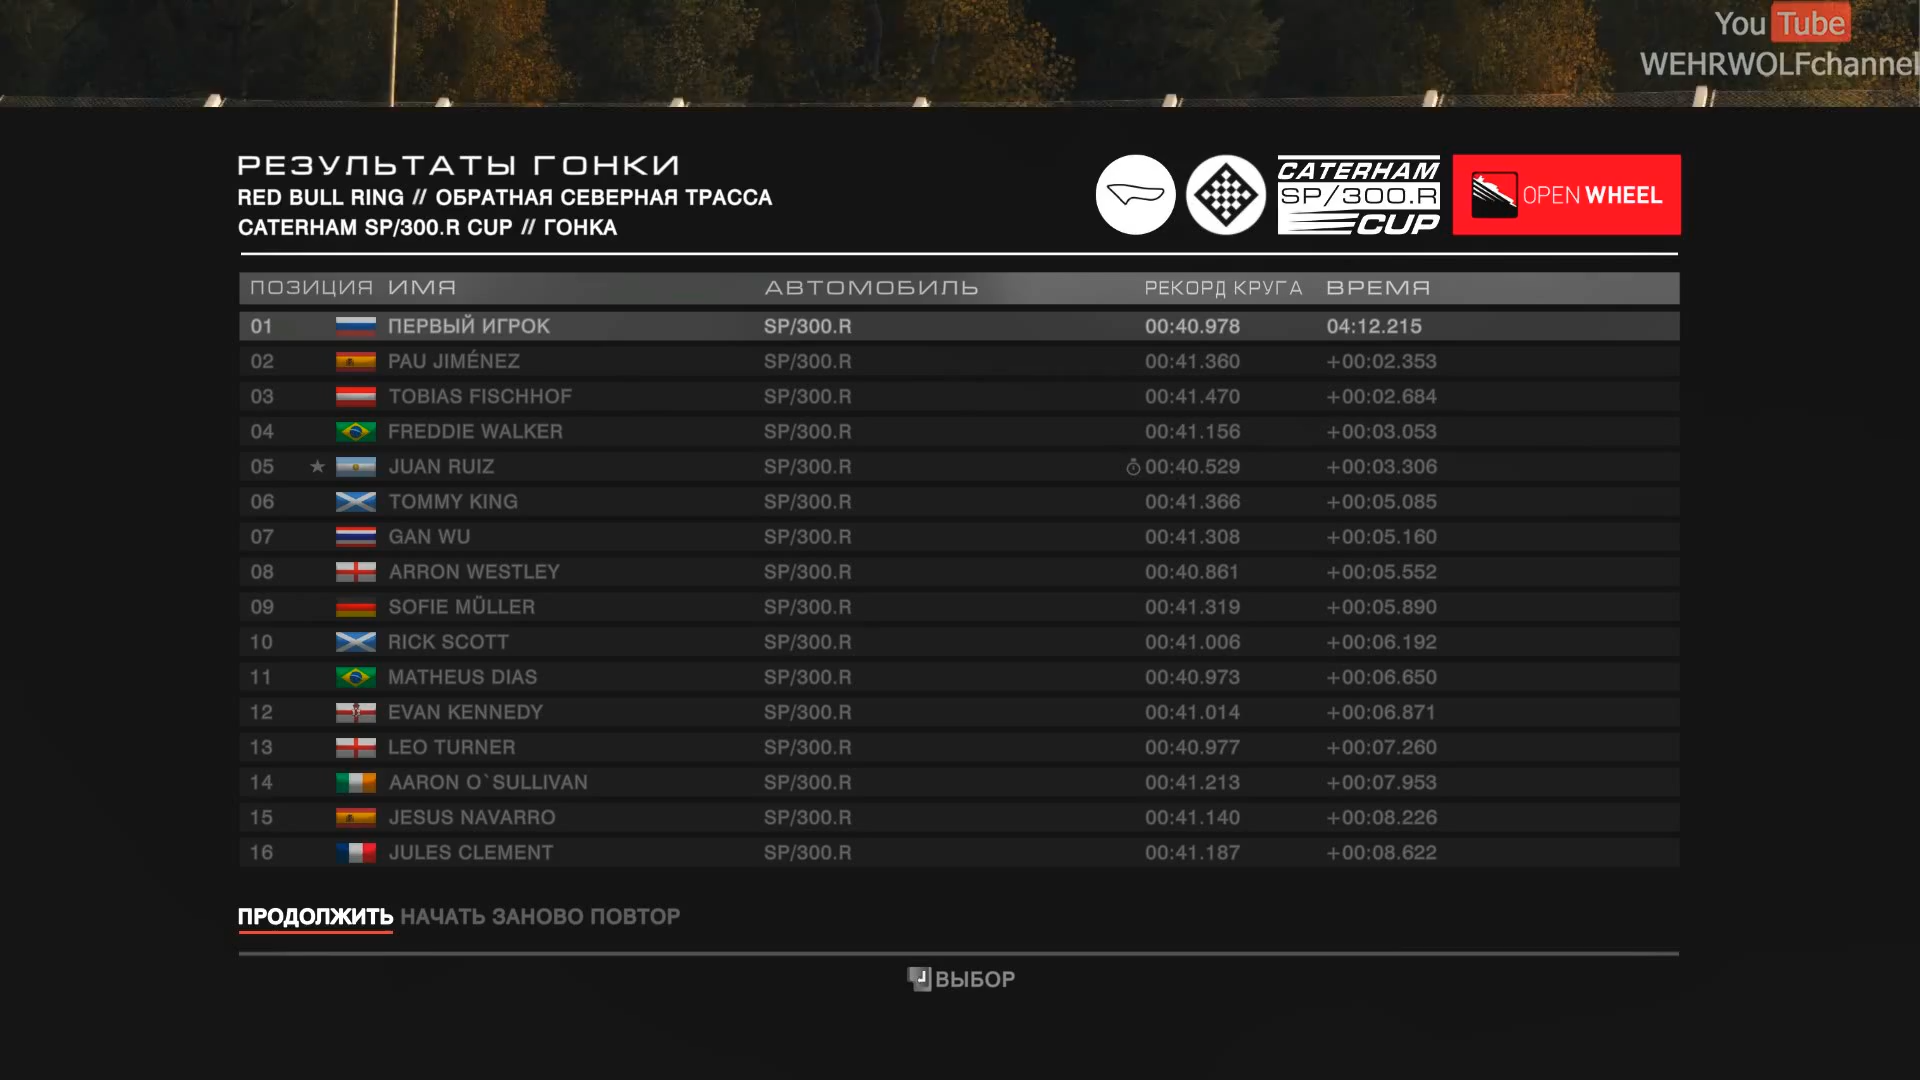 You Tube
WEHRWOLFchannel
РЕЗУЛЬТАТЫ ГОНКИ
RED BULL RING // ОБРАТНАЯ СЕВЕРНАЯ ТРАССА
CATERHAM SP/300.R CUP // ГОНКА
CATERHAM
SP/300.R
CUP
OPEN WHEEL
ПОЗИЦИЯ ИМЯ АВТОМОБИЛЬ РЕКОРД КРУГА ВРЕМЯ
01 ПЕРВЫЙ ИГРОК SP/300.R 00:40.978 04:12.215
02 PAU JIMÉNEZ SP/300.R 00:41.360 +00:02.353
03 TOBIAS FISCHHOF SP/300.R 00:41.470 +00:02.684
04 FREDDIE WALKER SP/300.R 00:41.156 +00:03.053
05 ★ JUAN RUIZ SP/300.R 00:40.529 +00:03.306
06 TOMMY KING SP/300.R 00:41.366 +00:05.085
07 GAN WU SP/300.R 00:41.308 +00:05.160
08 ARRON WESTLEY SP/300.R 00:40.861 +00:05.552
09 SOFIE MÜLLER SP/300.R 00:41.319 +00:05.890
10 RICK SCOTT SP/300.R 00:41.006 +00:06.192
11 MATHEUS DIAS SP/300.R 00:40.973 +00:06.650
12 EVAN KENNEDY SP/300.R 00:41.014 +00:06.871
13 LEO TURNER SP/300.R 00:40.977 +00:07.260
14 AARON O`SULLIVAN SP/300.R 00:41.213 +00:07.953
15 JESUS NAVARRO SP/300.R 00:41.140 +00:08.226
16 JULES CLEMENT SP/300.R 00:41.187 +00:08.622
ПРОДОЛЖИТЬ НАЧАТЬ ЗАНОВО ПОВТОР
ВЫБОР